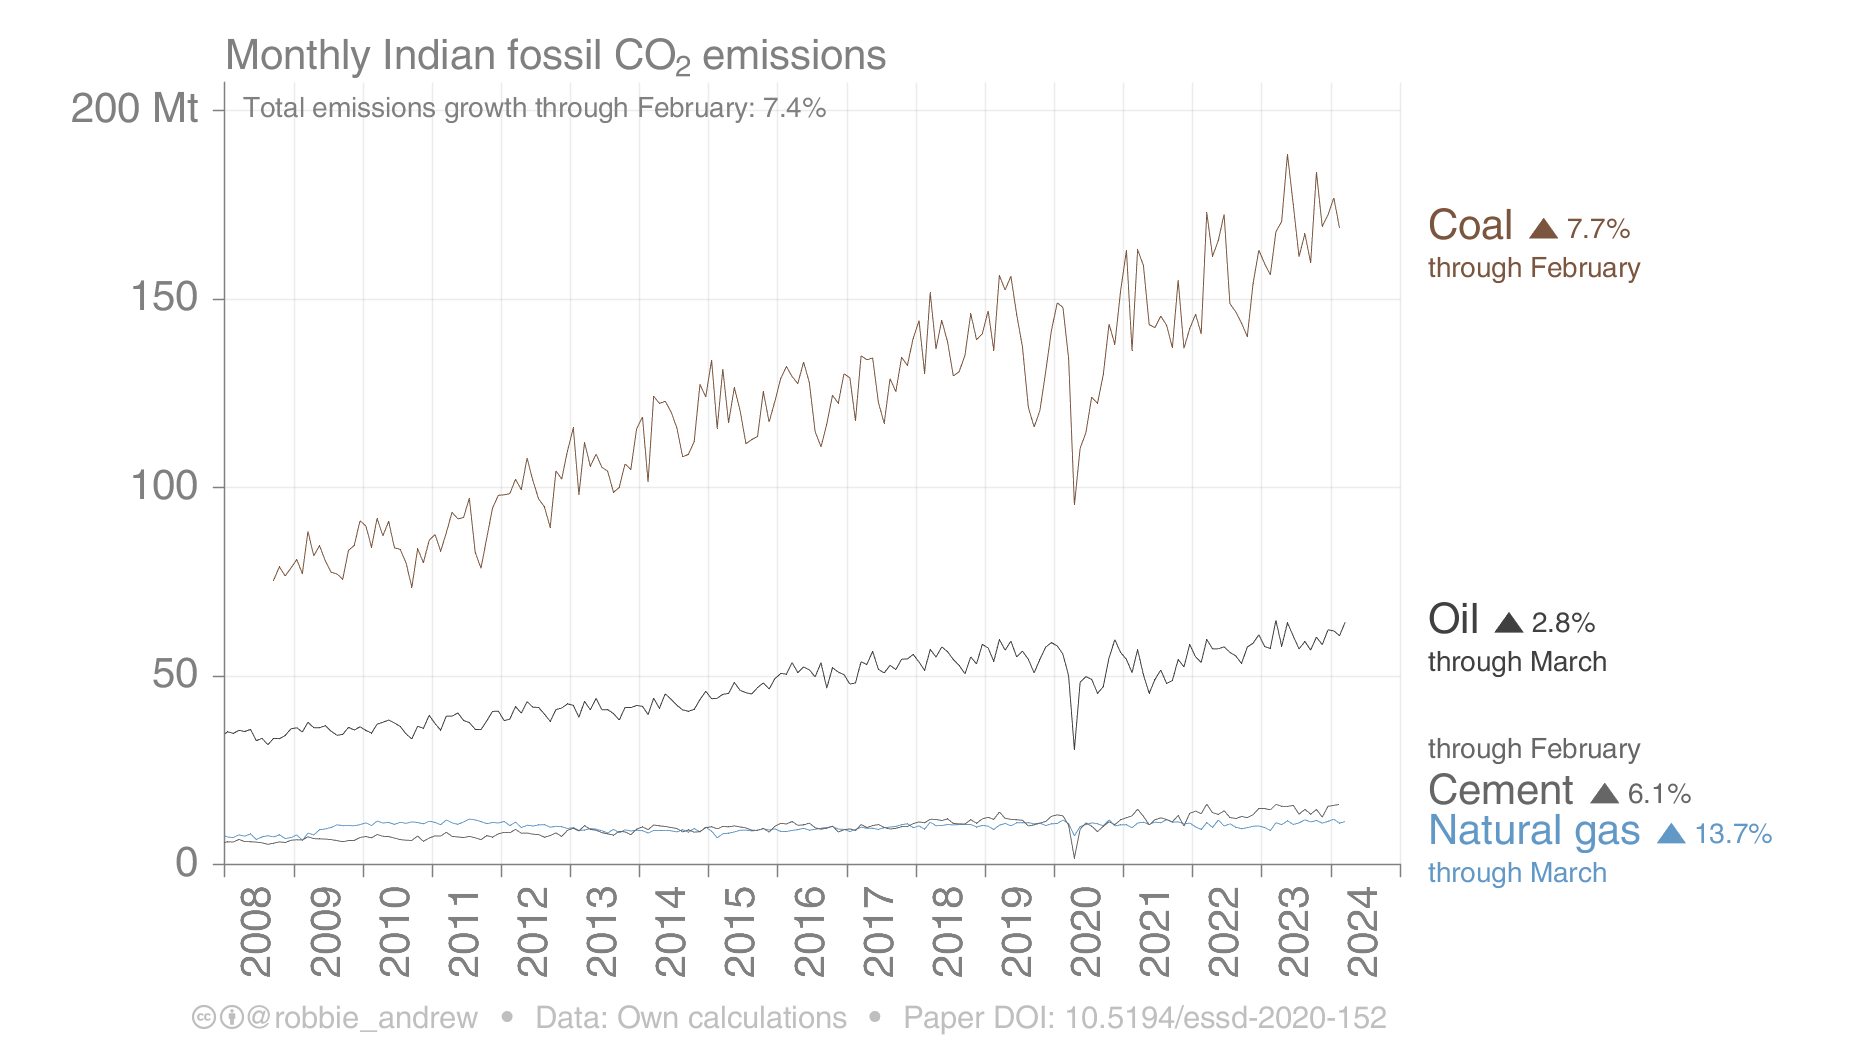 Monthly Indian fossil CO₂ emissions
200 Mt
Total emissions growth through February: 7.4%
150
100
50
0
Coal ▲ 7.7%
through February
Oil ▲ 2.8%
through March
through February
Cement ▲ 6.1%
Natural gas ▲ 13.7%
through March
2008 2009 2010 2011 2012 2013 2014 2015 2016 2017 2018 2019 2020 2021 2022 2023 2024
@robbie_andrew • Data: Own calculations • Paper DOI: 10.5194/essd-2020-152